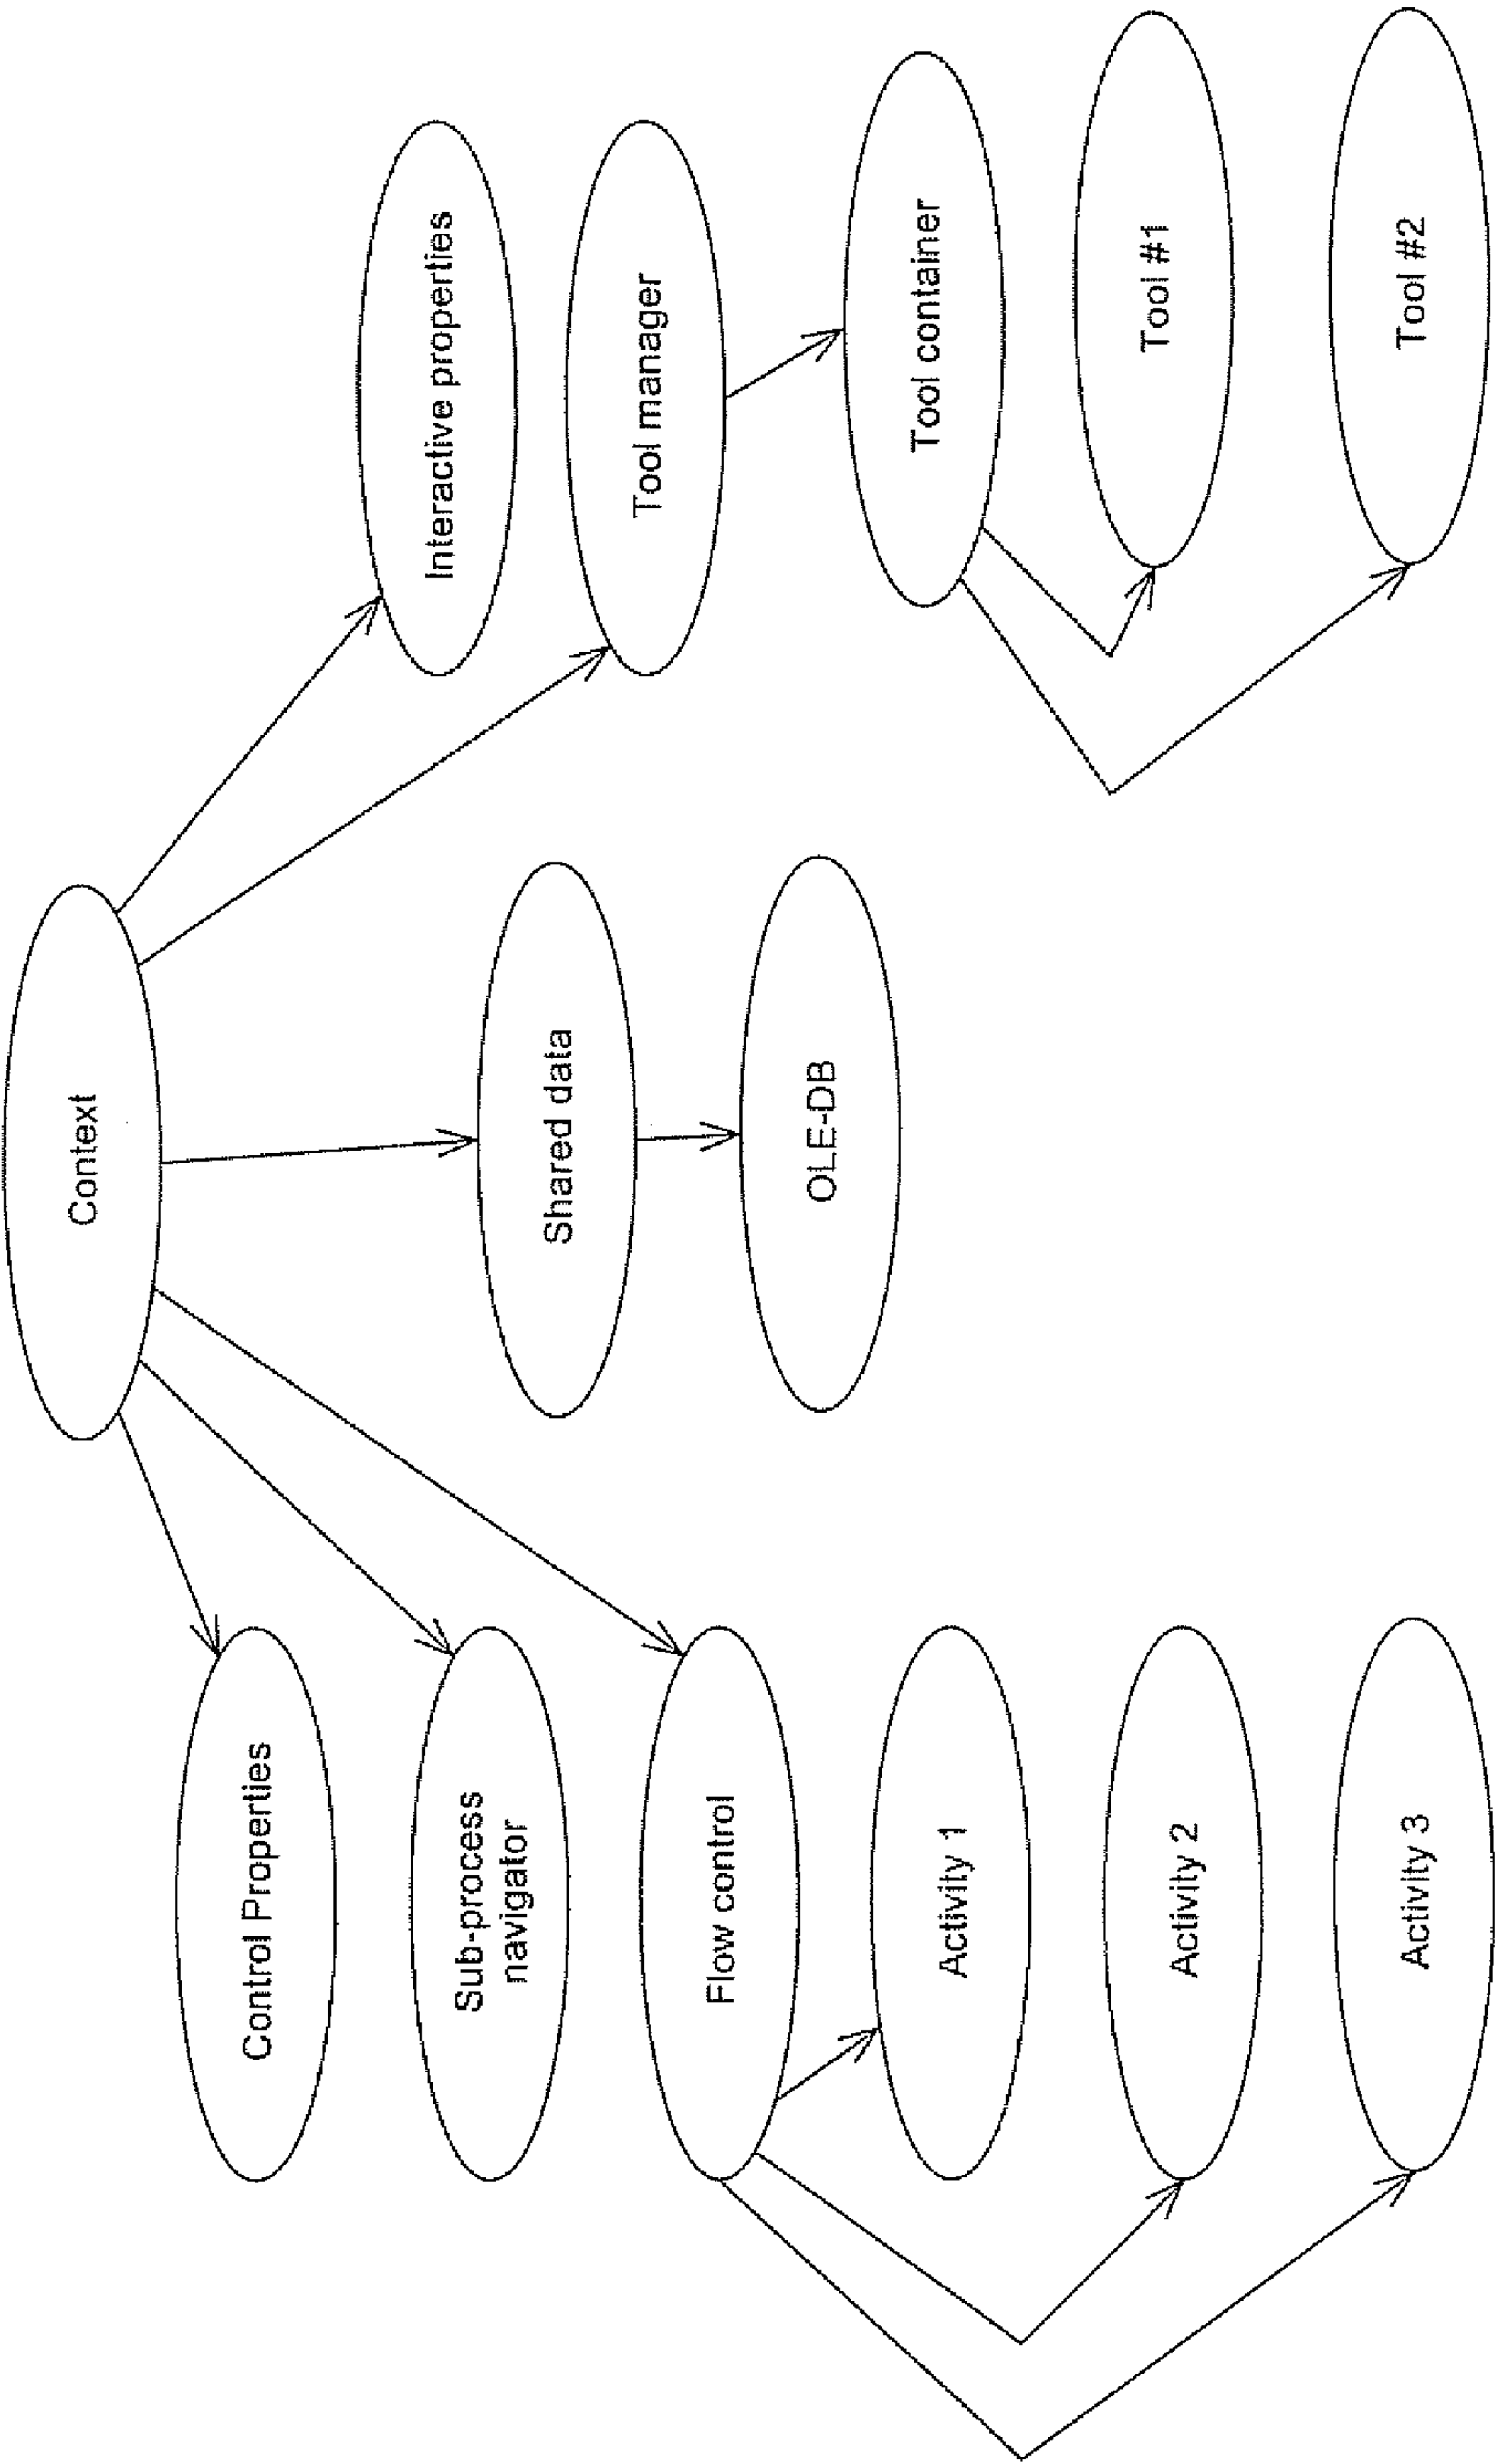 Context
Control Properties
Sub-process
navigator
Flow control
Activity 1
Activity 2
Activity 3
Shared data
OLE-DB
Interactive properties
Tool manager
Tool container
Tool #1
Tool #2